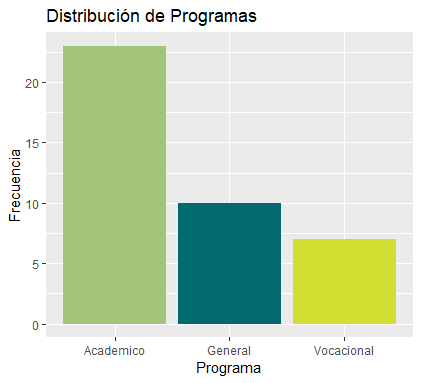 Distribución de Programas
Frecuencia
20
15
10
5
0
Academico
General
Vocacional
Programa